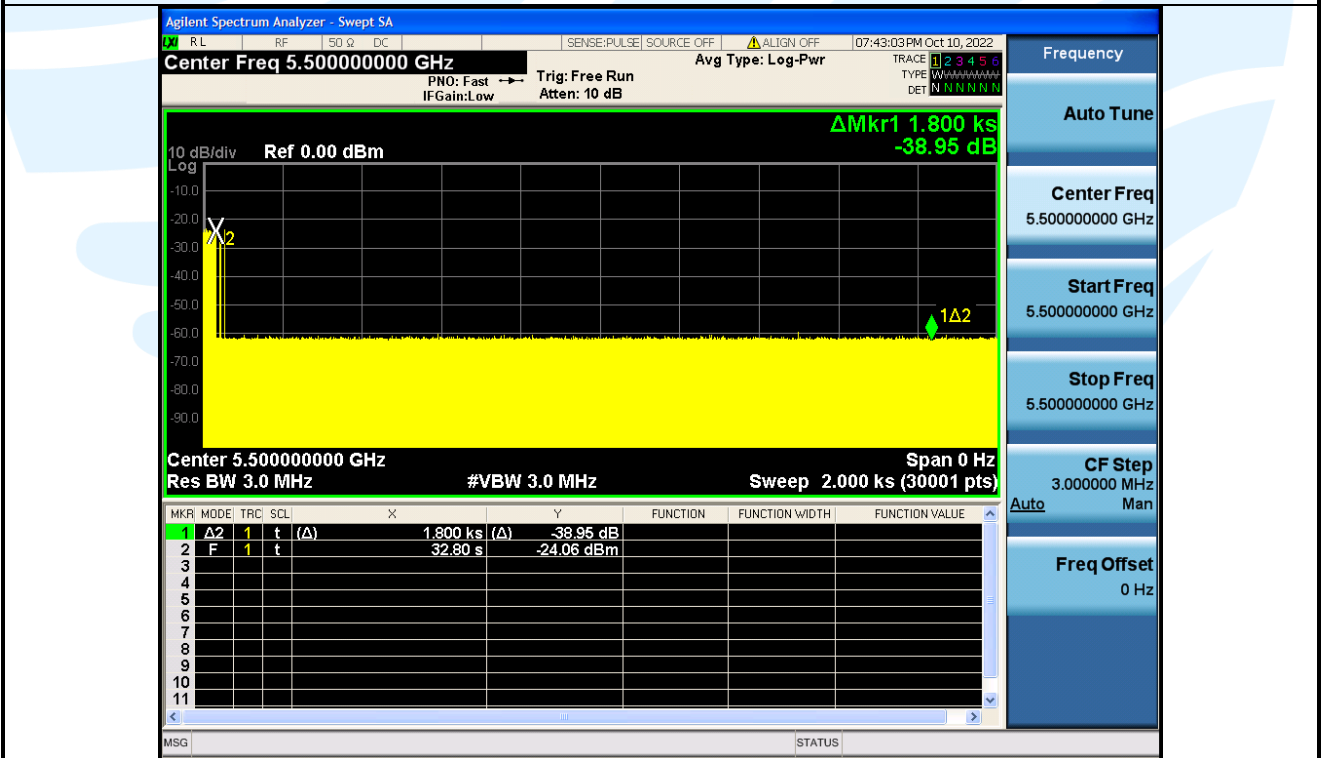 Agilent Spectrum Analyzer - Swept SA
LXI RL RF 50 Ω DC SENSE:PULSE SOURCE OFF ALIGN OFF 07:43:03 PM Oct 10, 2022
Center Freq 5.500000000 GHz
PNO: Fast
IFGain:Low
Trig: Free Run
Atten: 10 dB
Avg Type: Log-Pwr
TRACE 1 2 3 4 5 6
TYPE WWWWWW
DET N N N N N N
ΔMkr1 1.800 ks
-38.95 dB
10 dB/div Ref 0.00 dBm
Log
-10.0
-20.0
-30.0
-40.0
-50.0
-60.0
-70.0
-80.0
-90.0
2
1Δ2
Center 5.500000000 GHz Span 0 Hz
Res BW 3.0 MHz #VBW 3.0 MHz Sweep 2.000 ks (30001 pts)
MKR MODE TRC SCL X Y FUNCTION FUNCTION WIDTH FUNCTION VALUE
1 Δ2 1 t (Δ) 1.800 ks (Δ) -38.95 dB
2 F 1 t 32.80 s -24.06 dBm
3
4
5
6
7
8
9
10
11
MSG STATUS
Frequency
Auto Tune
Center Freq
5.500000000 GHz
Start Freq
5.500000000 GHz
Stop Freq
5.500000000 GHz
CF Step
3.000000 MHz
Auto Man
Freq Offset
0 Hz